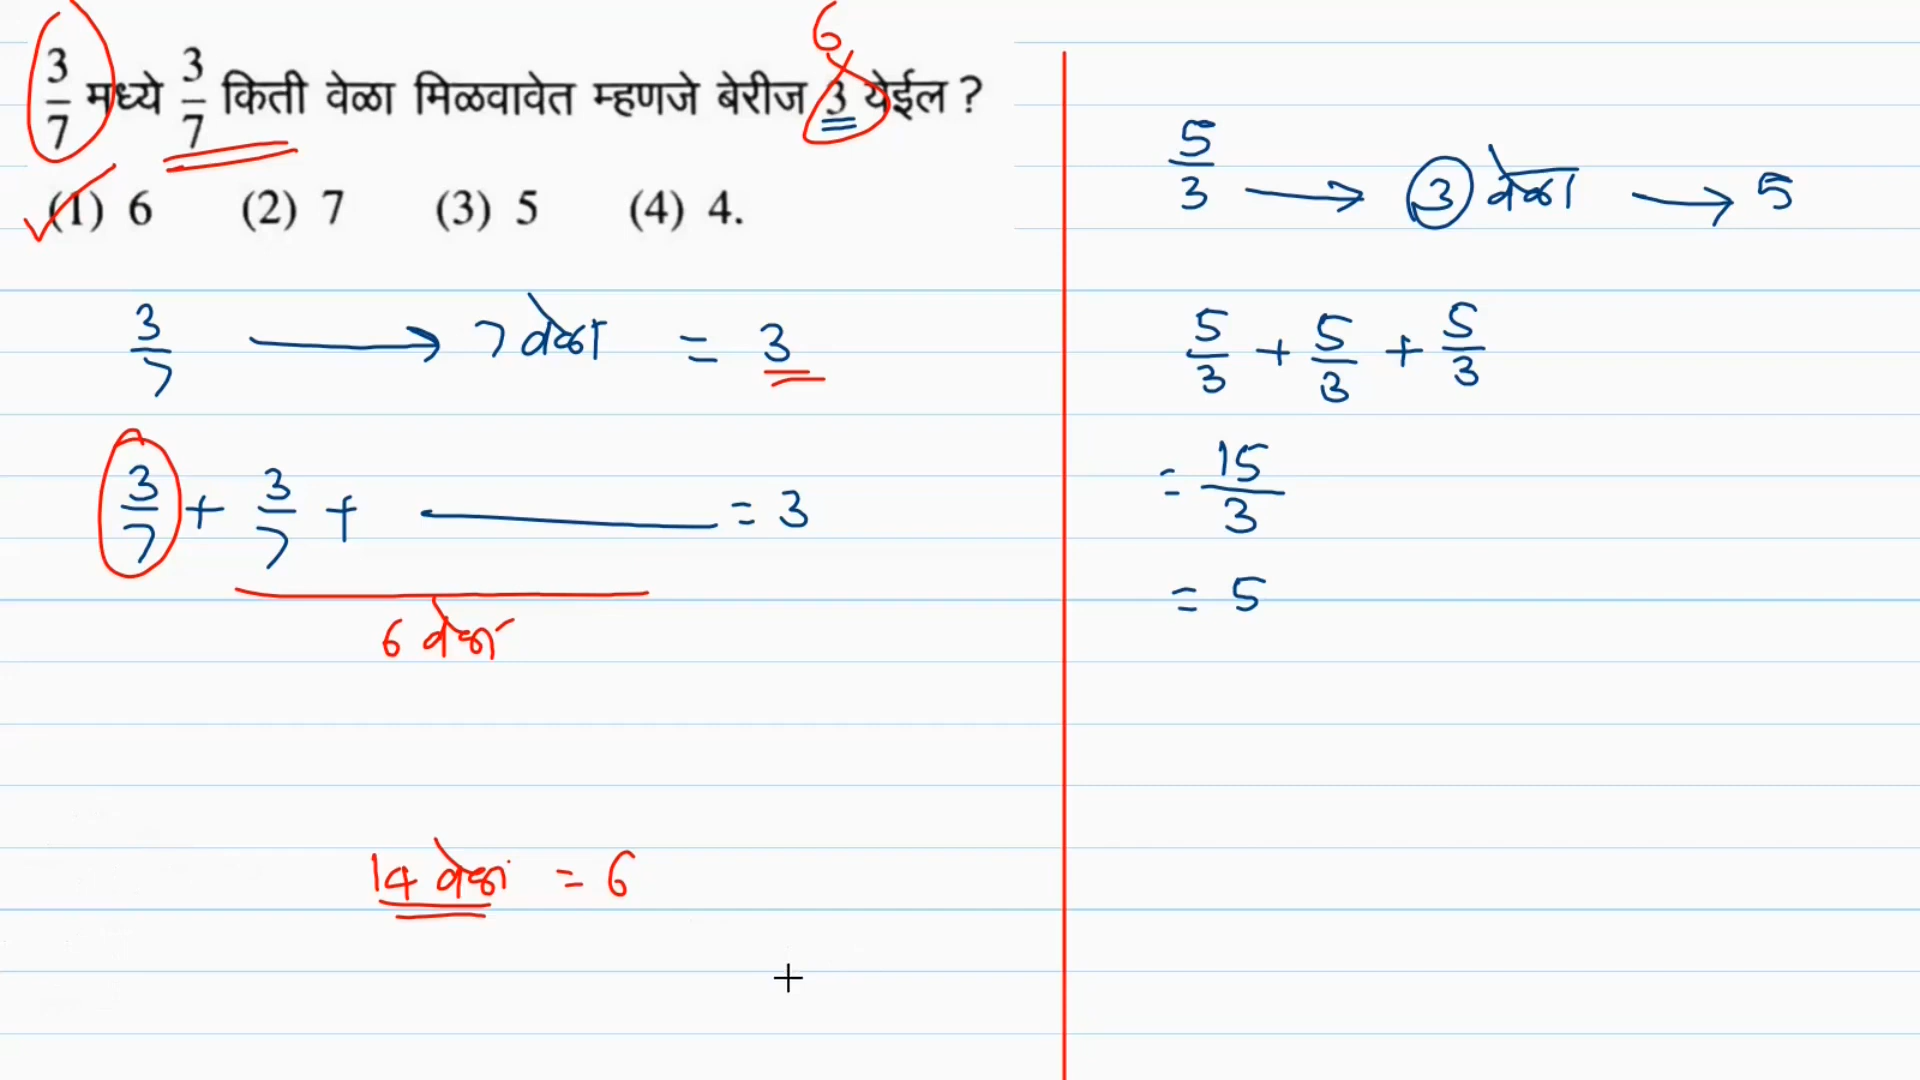 3/7 मध्ये 3/7 किती वेळा मिळवावेत म्हणजे बेरीज 3 येईल ?
6
(1) 6 (2) 7 (3) 5 (4) 4.
3/7 → 7 वेळा = 3
3/7 + 3/7 + —— = 3
6 वेळा
14 वेळा = 6
5/3 → 3 वेळा → 5
5/3 + 5/3 + 5/3
= 15/3
= 5